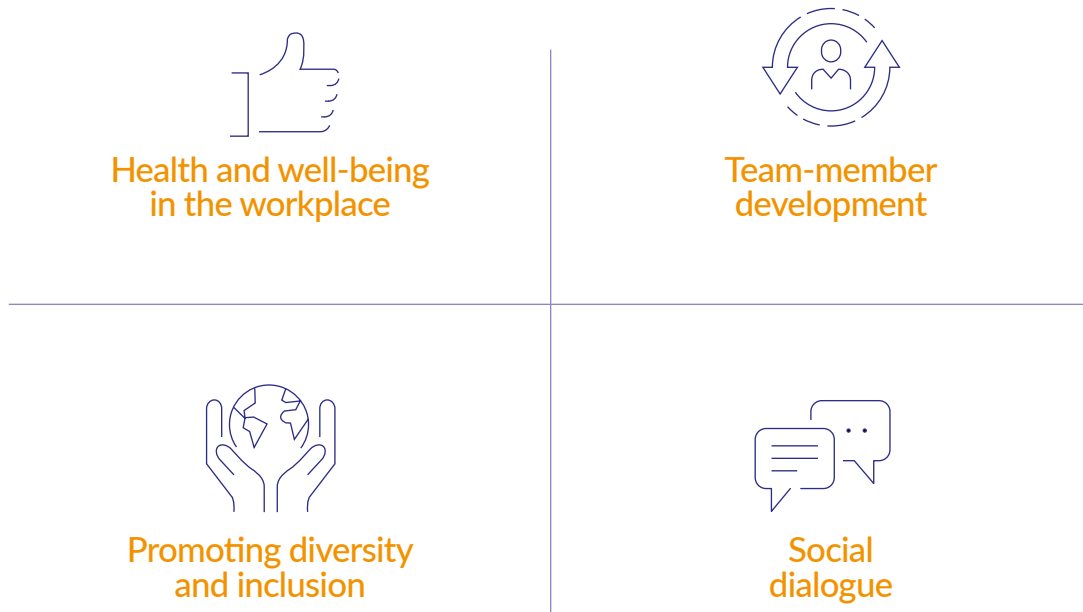 Health and well-being
in the workplace
Team-member
development
Promoting diversity
and inclusion
Social
dialogue